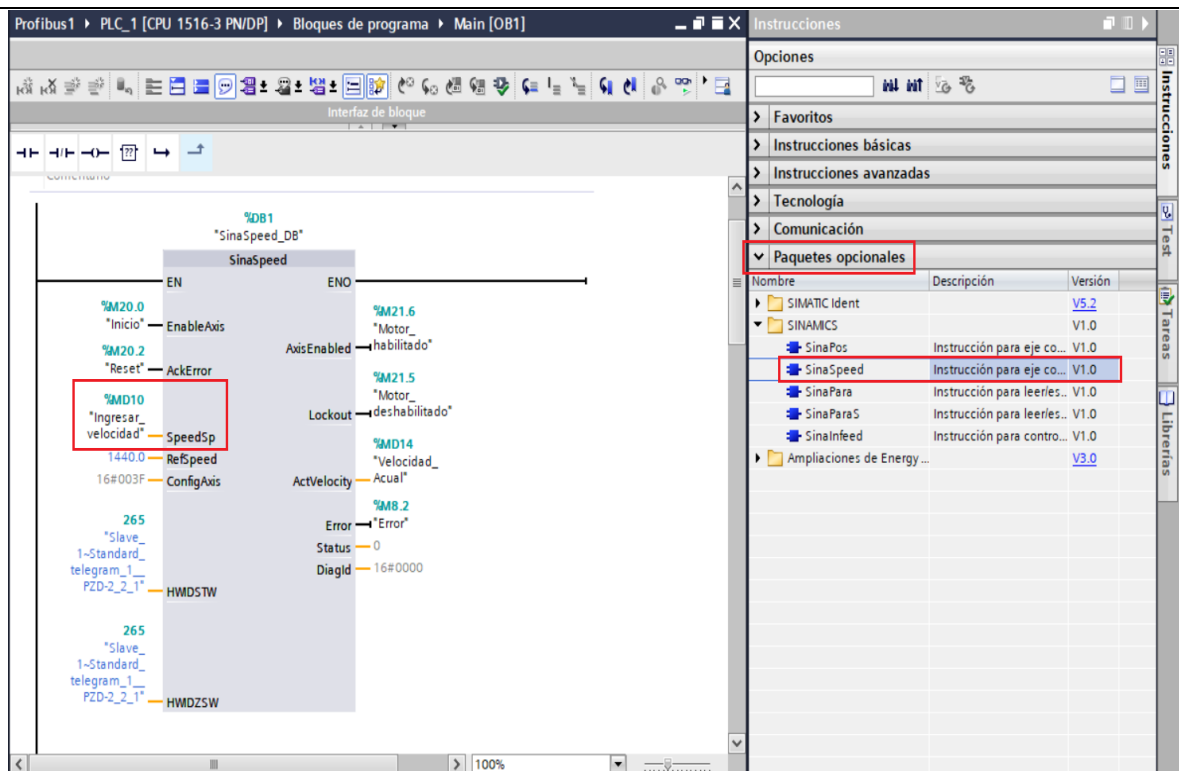 Profibus1 ▸ PLC_1 [CPU 1516-3 PN/DP] ▸ Bloques de programa ▸ Main [OB1]
Interfaz de bloque
??
Comentario
%DB1
"SinaSpeed_DB"
SinaSpeed
EN
ENO
%M20.0
"Inicio"
EnableAxis
%M20.2
"Reset"
AckError
%MD10
"Ingresar_
velocidad"
SpeedSp
1440.0
RefSpeed
16#003F
ConfigAxis
265
"Slave_
1~Standard_
telegram_1__
PZD-2_2_1"
HWIDSTW
265
"Slave_
1~Standard_
telegram_1__
PZD-2_2_1"
HWIDZSW
%M21.6
"Motor_
habilitado"
AxisEnabled
%M21.5
"Motor_
deshabilitado"
Lockout
%MD14
"Velocidad_
Acual"
ActVelocity
%M8.2
"Error"
Error
Status
0
DiagId
16#0000
100%
Instrucciones
Opciones
Favoritos
Instrucciones básicas
Instrucciones avanzadas
Tecnología
Comunicación
Paquetes opcionales
Nombre Descripción Versión
SIMATIC Ident V5.2
SINAMICS V1.0
SinaPos Instrucción para eje co... V1.0
SinaSpeed Instrucción para eje co... V1.0
SinaPara Instrucción para leer/es.. V1.0
SinaParaS Instrucción para leer/es.. V1.0
SinaInfeed Instrucción para contro... V1.0
Ampliaciones de Energy ... V3.0
Instrucciones
Test
Tareas
Librerías